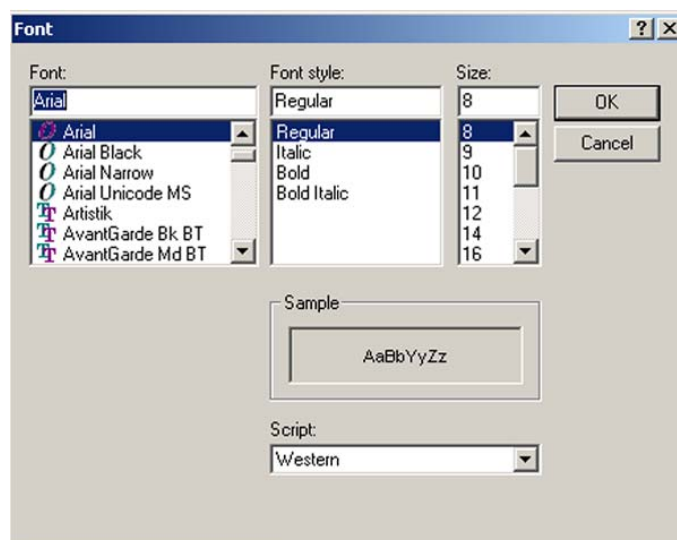 Font
Font:
Font style:
Size:
Arial
Regular
8
OK
Cancel
Arial
Arial Black
Arial Narrow
Arial Unicode MS
Artistik
AvantGarde Bk BT
AvantGarde Md BT
Regular
Italic
Bold
Bold Italic
8
9
10
11
12
14
16
Sample
AaBbYyZz
Script:
Western